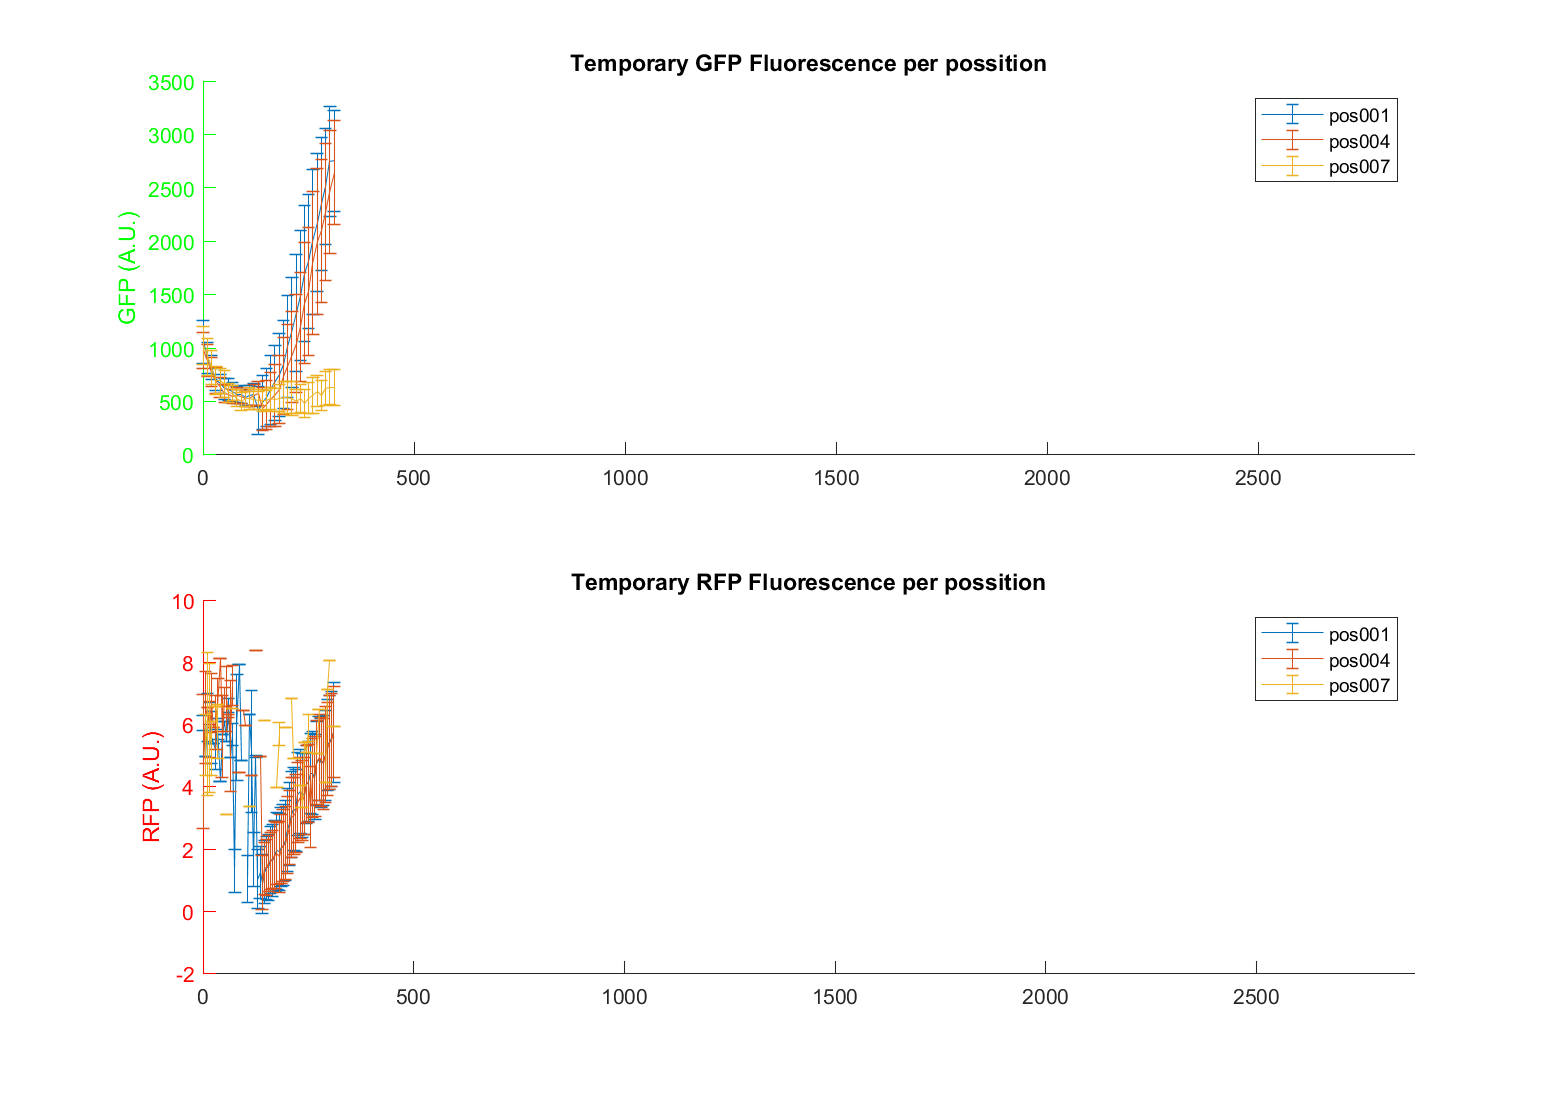 Temporary GFP Fluorescence per possition
3500
3000
2500
2000
1500
1000
500
0
GFP (A.U.)
0 500 1000 1500 2000 2500
pos001
pos004
pos007
Temporary RFP Fluorescence per possition
10
8
6
4
2
0
-2
RFP (A.U.)
0 500 1000 1500 2000 2500
pos001
pos004
pos007